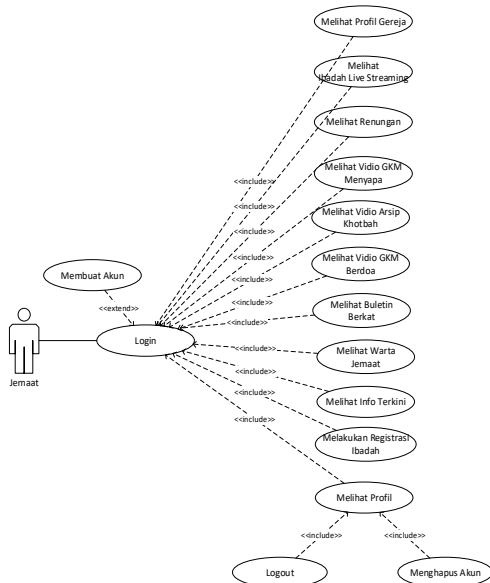 Melihat Profil Gereja
Melihat
Ibadah Live Streaming
Melihat Renungan
<<include>>
Melihat Vidio GKM
Menyapa
<<include>>
<<include>>
Melihat Vidio Arsip
Khotbah
<<include>>
<<include>>
Melihat Vidio GKM
Berdoa
Membuat Akun
<<include>>
<<extend>>
Melihat Buletin
Berkat
<<include>>
Login
Jemaat
<<include>>
Melihat Warta
Jemaat
<<include>>
Melihat Info Terkini
<<include>>
<<include>>
Melakukan Registrasi
Ibadah
Melihat Profil
<<include>>
<<include>>
Logout
Menghapus Akun